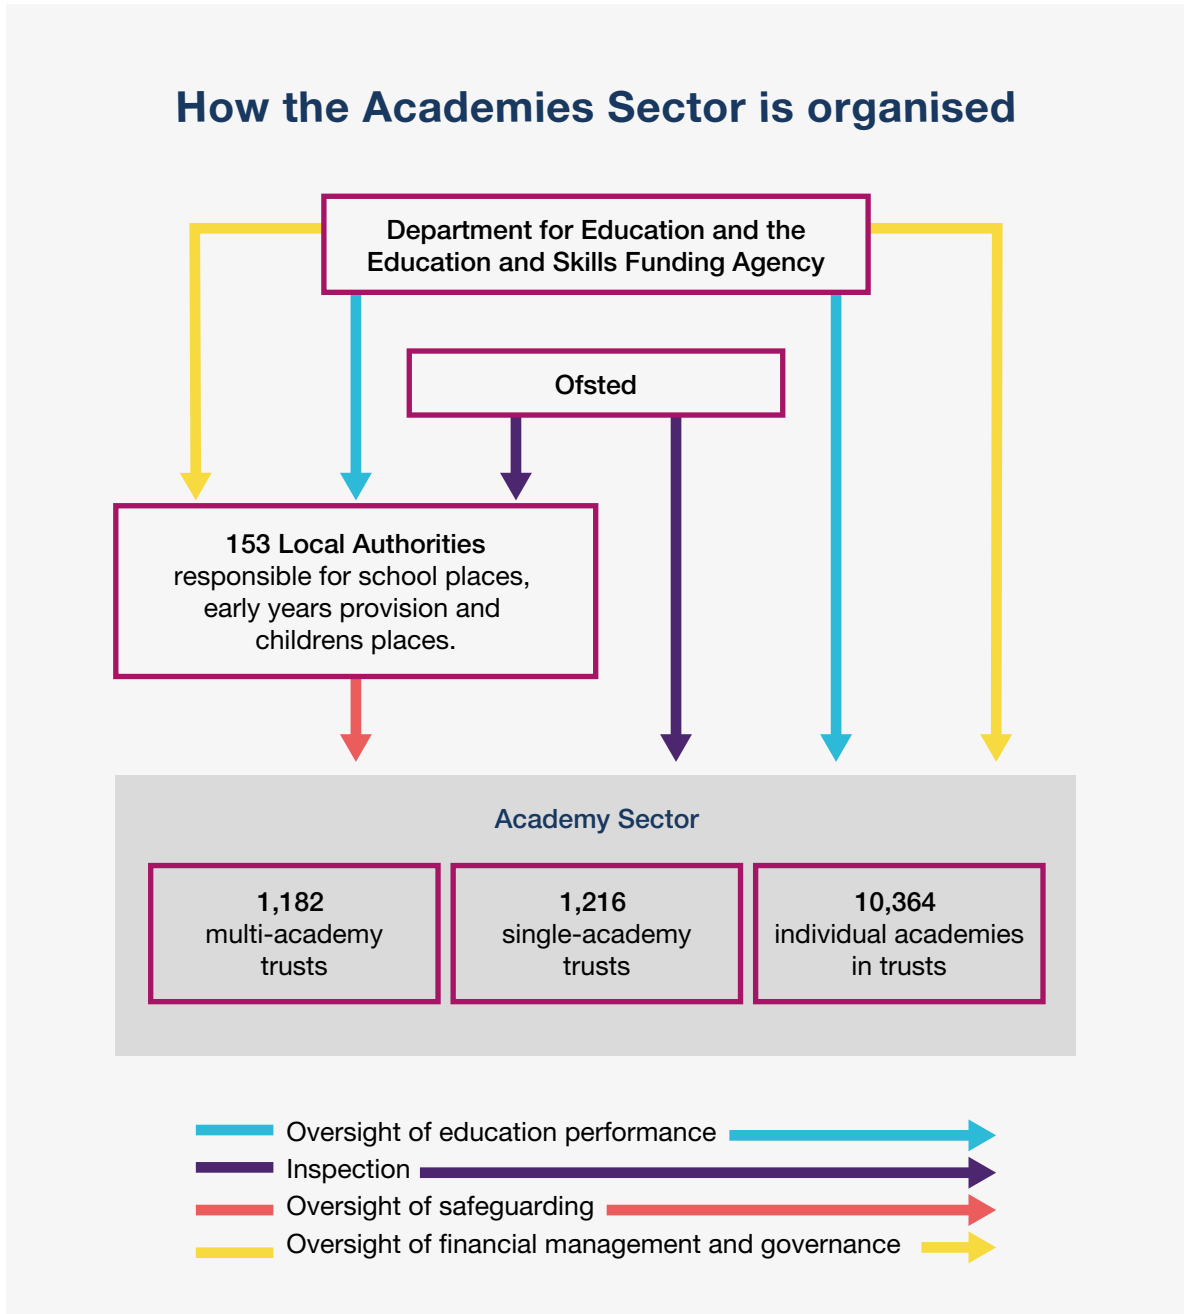 How the Academies Sector is organised
Department for Education and the
Education and Skills Funding Agency
Ofsted
153 Local Authorities
responsible for school places,
early years provision and
childrens places.
Academy Sector
1,182
multi-academy
trusts
1,216
single-academy
trusts
10,364
individual academies
in trusts
Oversight of education performance
Inspection
Oversight of safeguarding
Oversight of financial management and governance